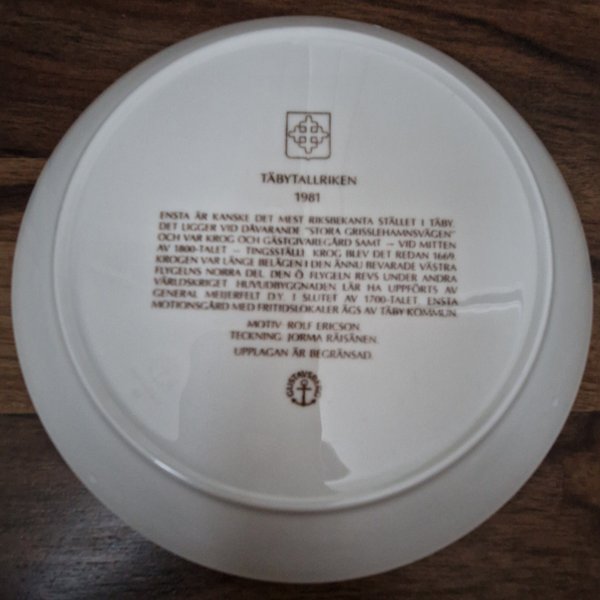 TÄBYTALLRIKEN
1981
ENSTA ÄR KANSKE DET MEST RIKSBEKANTA STÄLLET I TÄBY.
DET LIGGER VID DÅVARANDE "STORA GRISSLEHAMNSVÄGEN"
OCH VAR KROG OCH GÄSTGIVAREGÅRD SAMT – VID MITTEN
AV 1800-TALET – TINGSSTÄLLE. KROG BLEV DET REDAN 1669.
KROGEN VAR LÄNGE BELÄGEN I DEN ÄNNU BEVARADE VÄSTRA
FLYGELNS NORRA DEL. DEN Ö. FLYGELN REVS UNDER ANDRA
VÄRLDSKRIGET. HUVUDBYGGNADEN LÄR HA UPPFÖRTS AV
GENERAL MEIJERFELT D.Y. I SLUTET AV 1700-TALET. ENSTA
MOTIONSGÅRD MED FRITIDSLOKALER ÄGS AV TÄBY KOMMUN.
MOTIV: ROLF ERICSON.
TECKNING: JORMA RÄISÄNEN.
UPPLAGAN ÄR BEGRÄNSAD.
GUSTAVSBERG